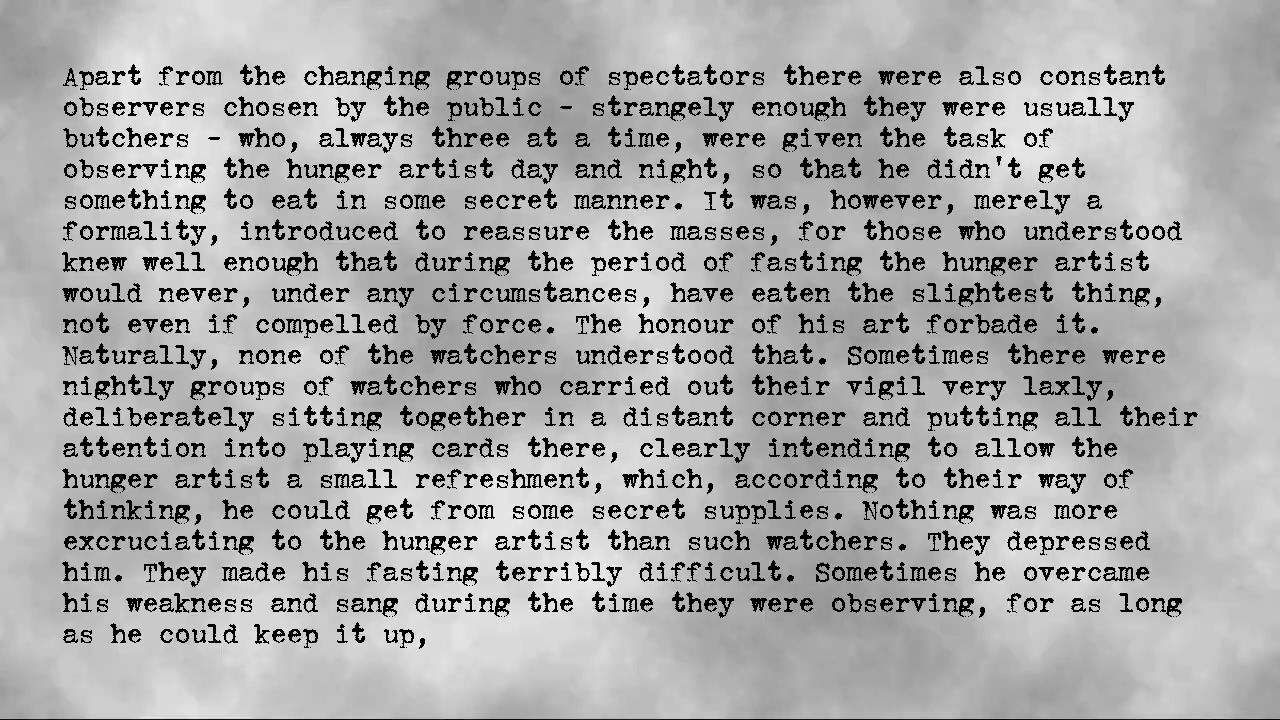 Apart from the changing groups of spectators there were also constant
observers chosen by the public - strangely enough they were usually
butchers - who, always three at a time, were given the task of
observing the hunger artist day and night, so that he didn't get
something to eat in some secret manner. It was, however, merely a
formality, introduced to reassure the masses, for those who understood
knew well enough that during the period of fasting the hunger artist
would never, under any circumstances, have eaten the slightest thing,
not even if compelled by force. The honour of his art forbade it.
Naturally, none of the watchers understood that. Sometimes there were
nightly groups of watchers who carried out their vigil very laxly,
deliberately sitting together in a distant corner and putting all their
attention into playing cards there, clearly intending to allow the
hunger artist a small refreshment, which, according to their way of
thinking, he could get from some secret supplies. Nothing was more
excruciating to the hunger artist than such watchers. They depressed
him. They made his fasting terribly difficult. Sometimes he overcame
his weakness and sang during the time they were observing, for as long
as he could keep it up,